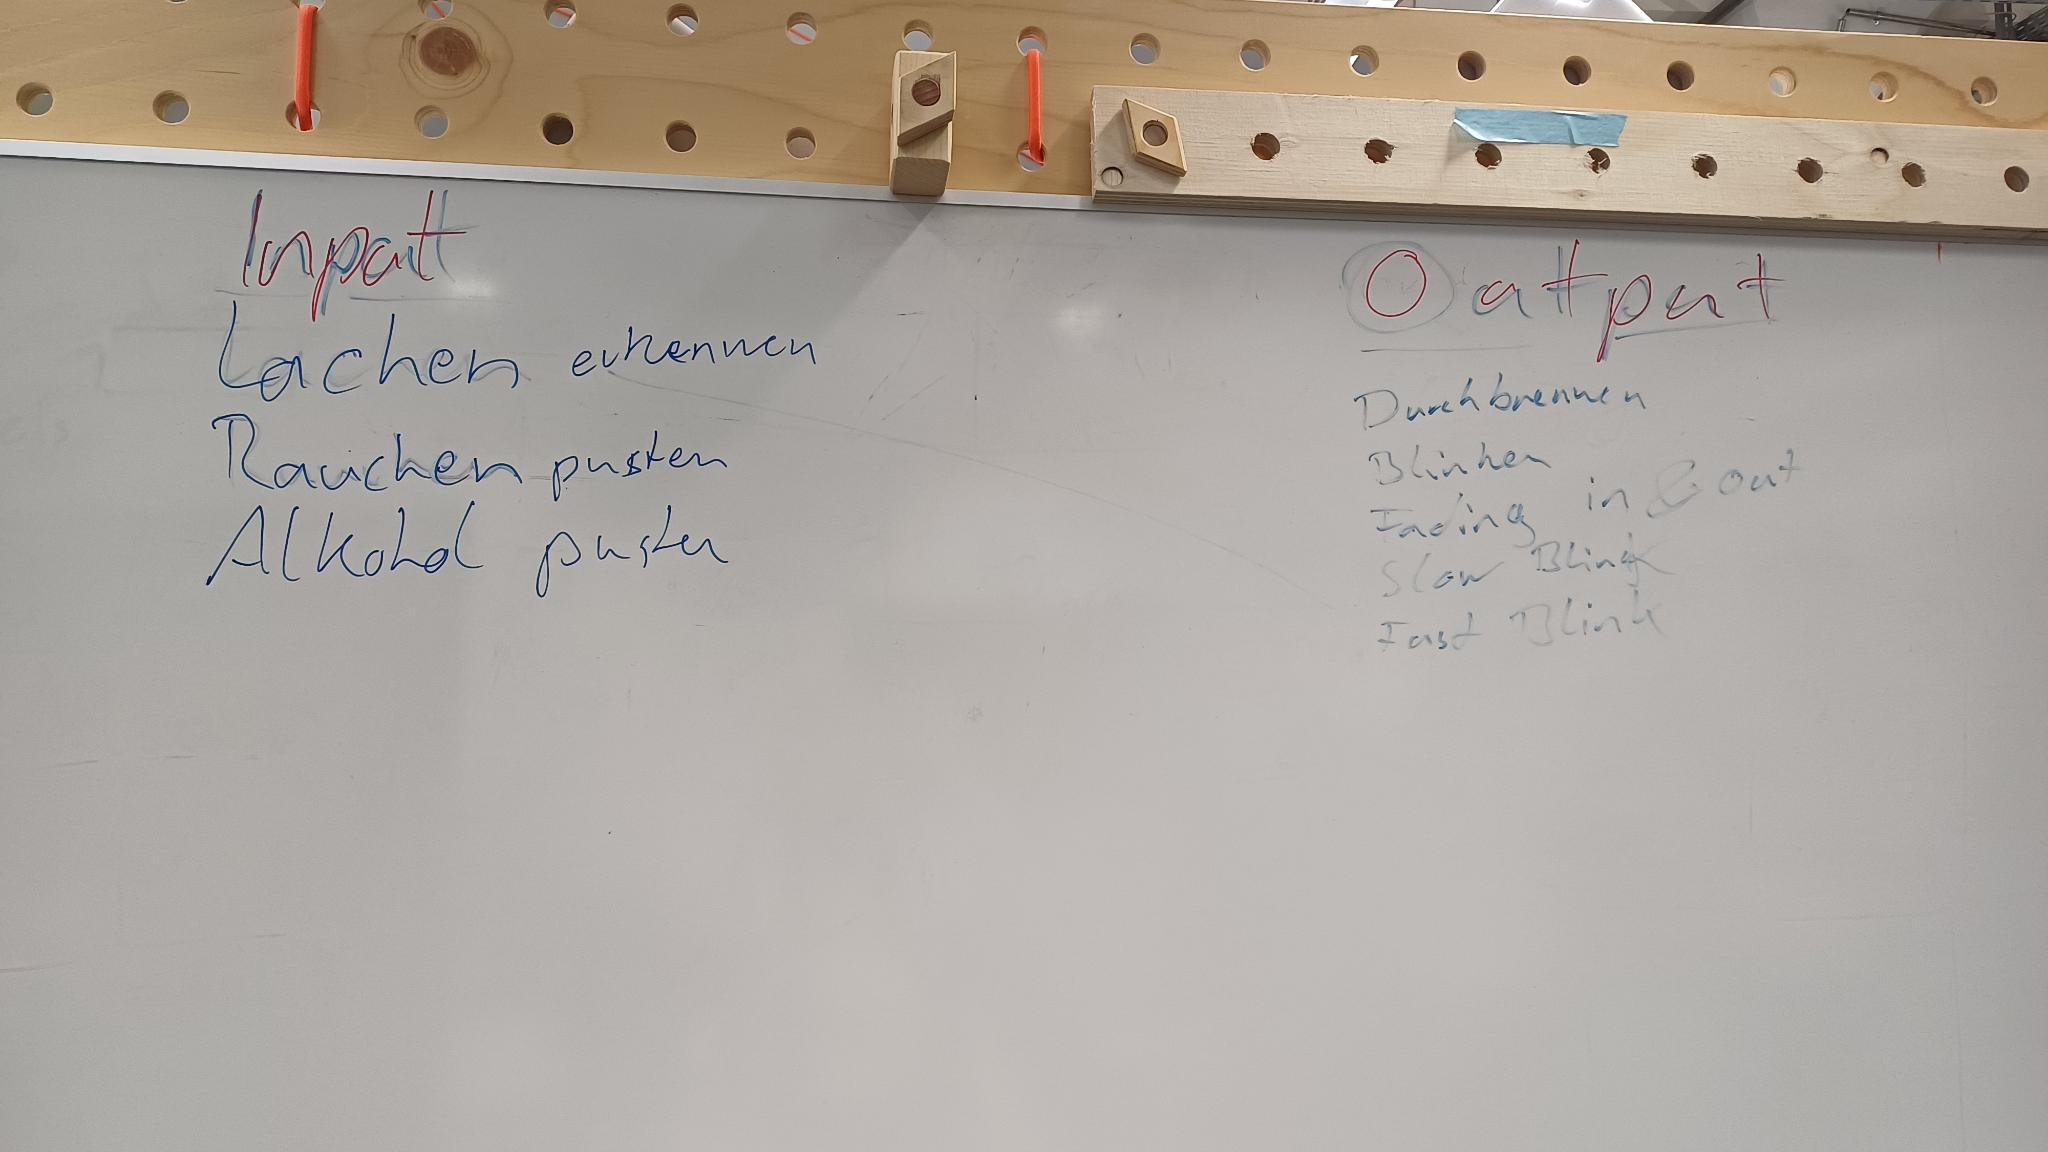 Input
Lachen erkennen
Rauchen pusten
Alkohol pusten
Output
Durchbrennen
Blinken
Fading in & out
Slow Blink
Fast Blink